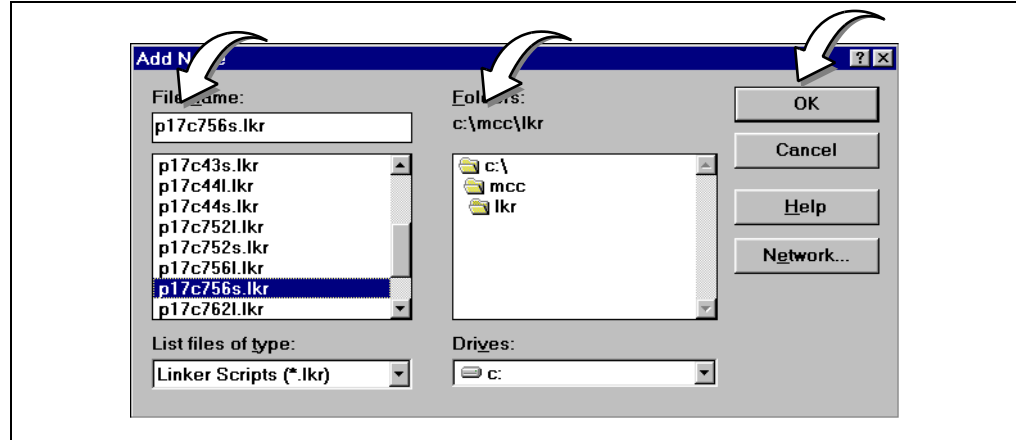 Add N
File name:
p17c756s.lkr
p17c43s.lkr
p17c44l.lkr
p17c44s.lkr
p17c752l.lkr
p17c752s.lkr
p17c756l.lkr
p17c756s.lkr
p17c762l.lkr
List files of type:
Linker Scripts (*.lkr)
Folders:
c:\mcc\lkr
c:\
mcc
lkr
Drives:
c:
OK
Cancel
Help
Network...